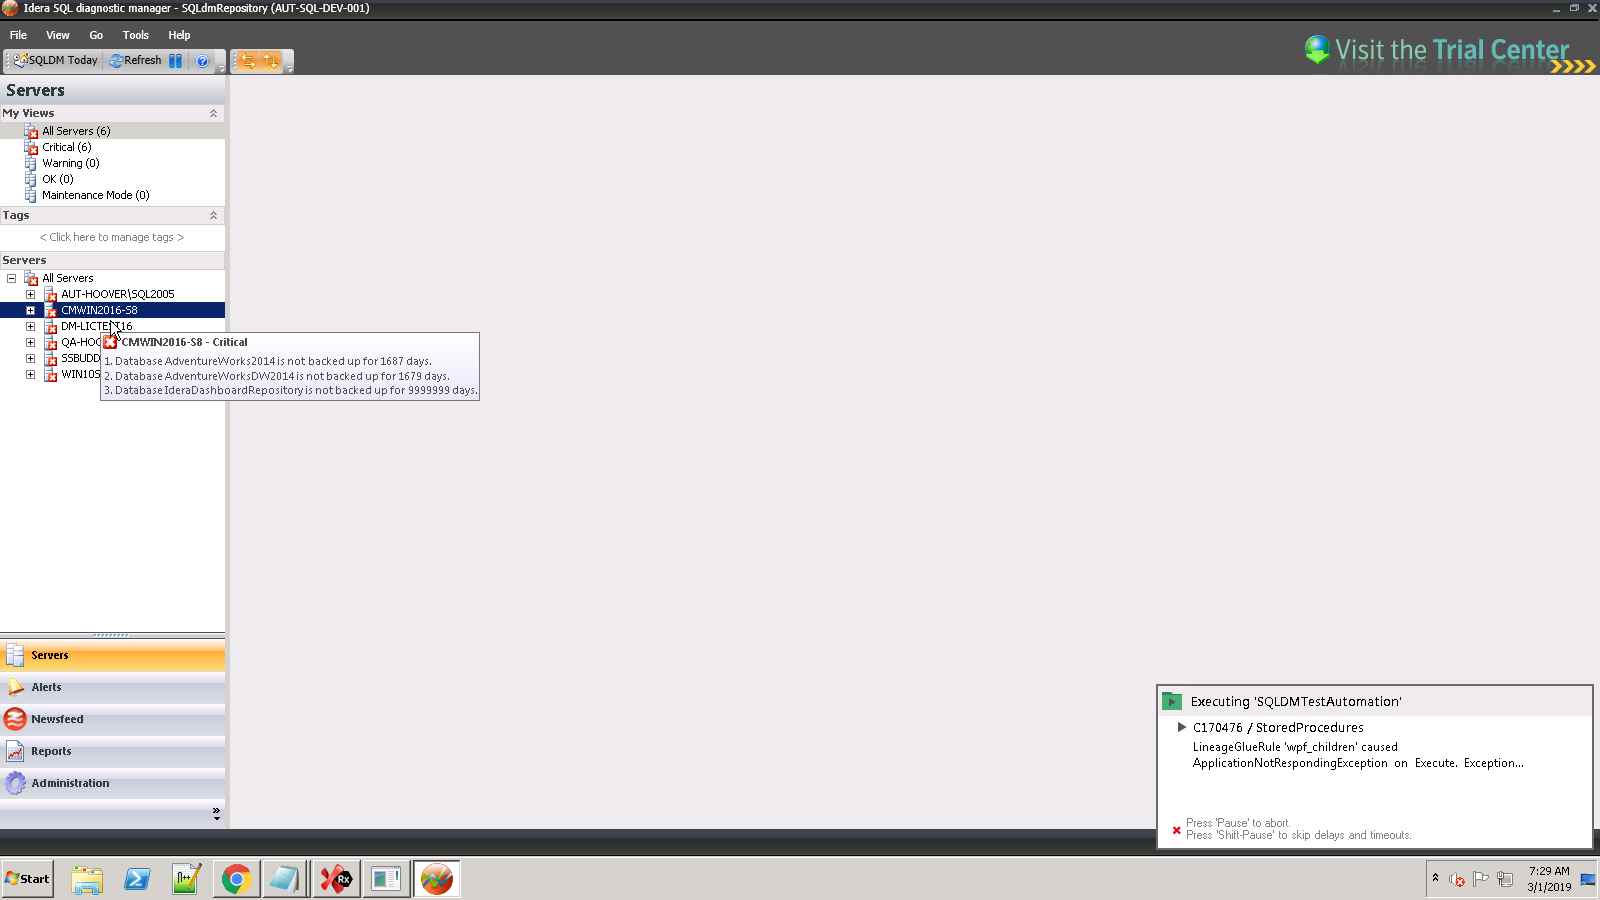 Idera SQL diagnostic manager - SQLdmRepository (AUT-SQL-DEV-001)
File View Go Tools Help
SQLDM Today Refresh
Visit the Trial Center
Servers
My Views
All Servers (6)
Critical (6)
Warning (0)
OK (0)
Maintenance Mode (0)
Tags
< Click here to manage tags >
Servers
All Servers
AUT-HOOVER\SQL2005
CMWIN2016-S8
DM-LICTEST16
QA-HOO
SSBUDD
WIN10S
CMWIN2016-S8 - Critical
1. Database AdventureWorks2014 is not backed up for 1687 days.
2. Database AdventureWorksDW2014 is not backed up for 1679 days.
3. Database IderaDashboardRepository is not backed up for 9999999 days.
Servers
Alerts
Newsfeed
Reports
Administration
Executing 'SQLDMTestAutomation'
C170476 / StoredProcedures
LineageGlueRule 'wpf_children' caused
ApplicationNotRespondingException on Execute. Exception...
Press 'Pause' to abort.
Press 'Shift-Pause' to skip delays and timeouts.
Start
n++
Rx
7:29 AM
3/1/2019